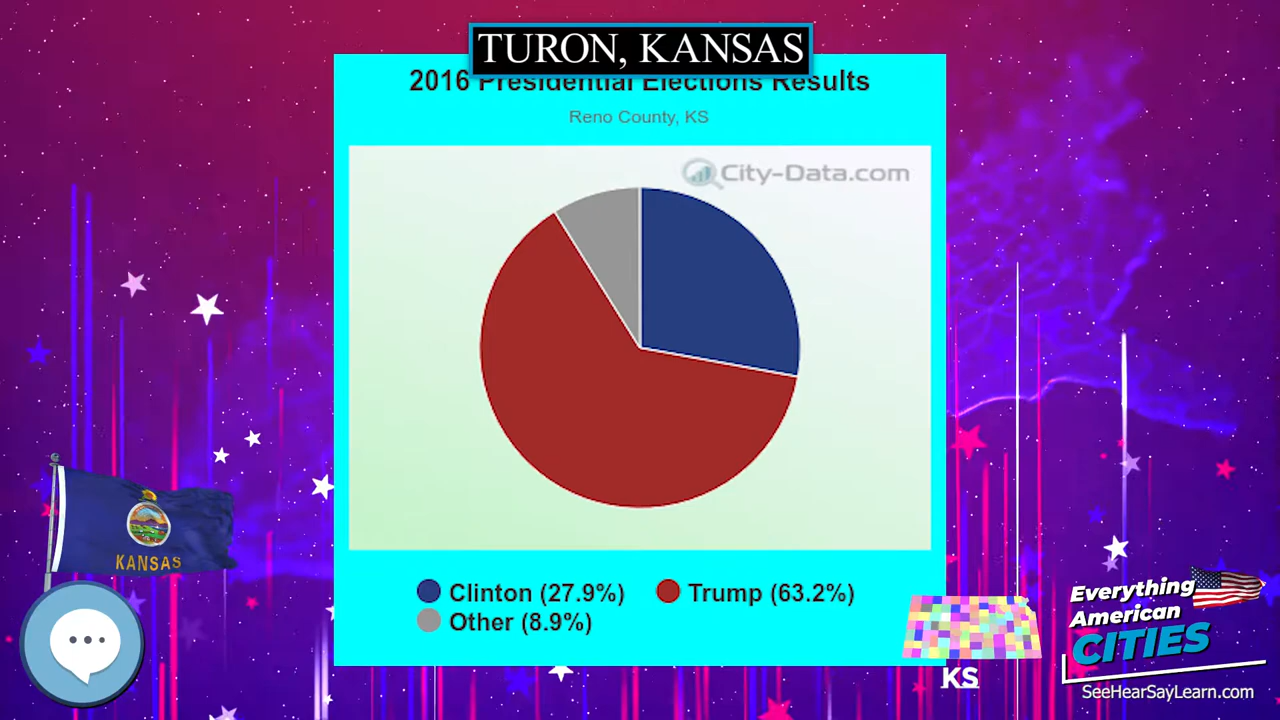 TURON, KANSAS
2016 Presidential Elections Results
Reno County, KS
City-Data.com
Clinton (27.9%) Trump (63.2%)
Other (8.9%)
KANSAS
KS
Everything
American
CITIES
SeeHearSayLearn.com